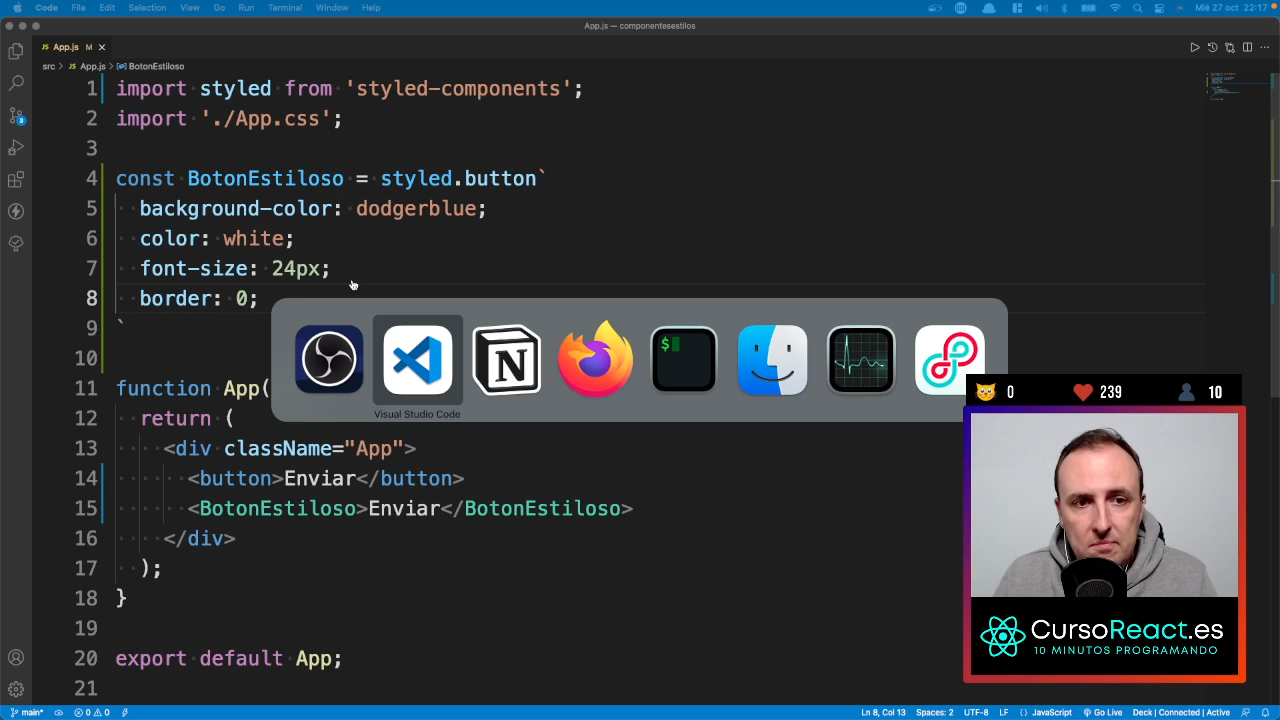 Code File Edit Selection View Go Run Terminal Window Help Mié 27 oct 22:17
App.js — componentesestilos
JS App.js M
src > JS App.js > BotonEstiloso
1 import styled from 'styled-components';
2 import './App.css';
3
4 const BotonEstiloso = styled.button`
5 background-color: dodgerblue;
6 color: white;
7 font-size: 24px;
8 border: 0;
9 `
10
11 function App(
12 return (
13 <div className="App">
14 <button>Enviar</button>
15 <BotonEstiloso>Enviar</BotonEstiloso>
16 </div>
17 );
18 }
19
20 export default App;
21
3
$
N
Visual Studio Code
0 239 10
CursoReact.es
10 MINUTOS PROGRAMANDO
main* 0 0 Ln 8, Col 13 Spaces: 2 UTF-8 LF {} JavaScript Go Live Deck | Connected | Active